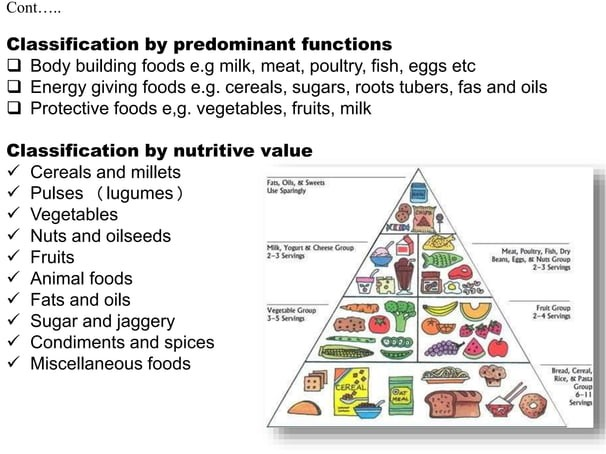 Cont…..
Classification by predominant functions
Body building foods e.g milk, meat, poultry, fish, eggs etc
Energy giving foods e.g. cereals, sugars, roots tubers, fas and oils
Protective foods e,g. vegetables, fruits, milk
Classification by nutritive value
Cereals and millets
Pulses （lugumes）
Vegetables
Nuts and oilseeds
Fruits
Animal foods
Fats and oils
Sugar and jaggery
Condiments and spices
Miscellaneous foods
Fats, Oils, & Sweets
Use Sparingly
CHIPS
Milk, Yogurt & Cheese Group
2-3 Servings
Meat, Poultry, Fish, Dry
Beans, Eggs, & Nuts Group
2-3 Servings
Vegetable Group
3-5 Servings
Fruit Group
2-4 Servings
Bread, Cereal,
Rice, & Pasta
Group
6-11
Servings
CEREAL
OAT
MEAL